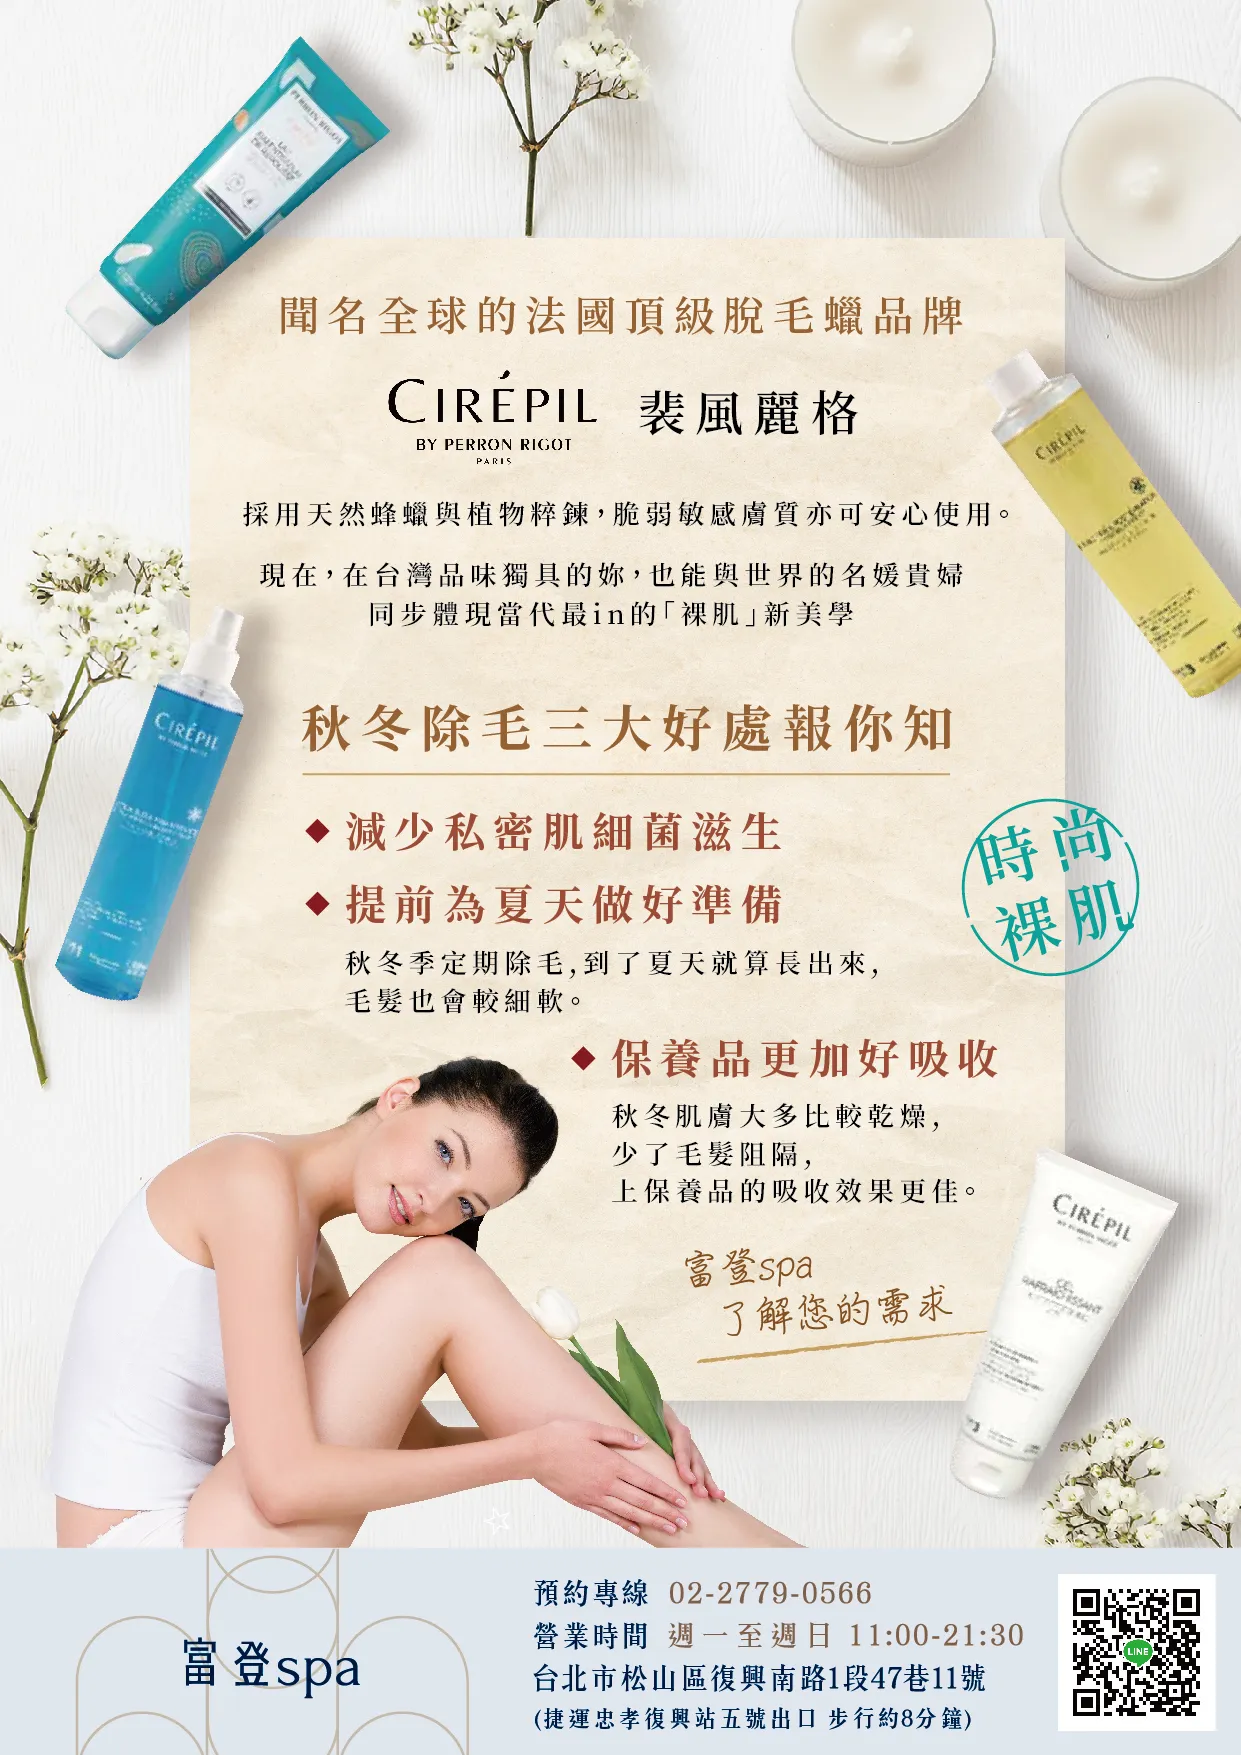 聞名全球的法國頂級脫毛蠟品牌
CIRÉPIL 裴風麗格
BY PERRON RIGOT
PARIS
採用天然蜂蠟與植物粹鍊，脆弱敏感膚質亦可安心使用。
現在，在台灣品味獨具的妳，也能與世界的名媛貴婦
同步體現當代最in的「裸肌」新美學
秋冬除毛三大好處報你知
減少私密肌細菌滋生
提前為夏天做好準備
秋冬季定期除毛,到了夏天就算長出來,
毛髮也會較細軟。
時尚
裸肌
保養品更加好吸收
秋冬肌膚大多比較乾燥,
少了毛髮阻隔,
上保養品的吸收效果更佳。
富登spa
了解您的需求
PERRON RIGOT
CIRÉPIL
CIRÉPIL
BY PERRON RIGOT
CIRÉPIL
BY PERRON RIGOT
富登spa
預約專線 02-2779-0566
營業時間 週一至週日 11:00-21:30
台北市松山區復興南路1段47巷11號
(捷運忠孝復興站五號出口 步行約8分鐘)
LINE